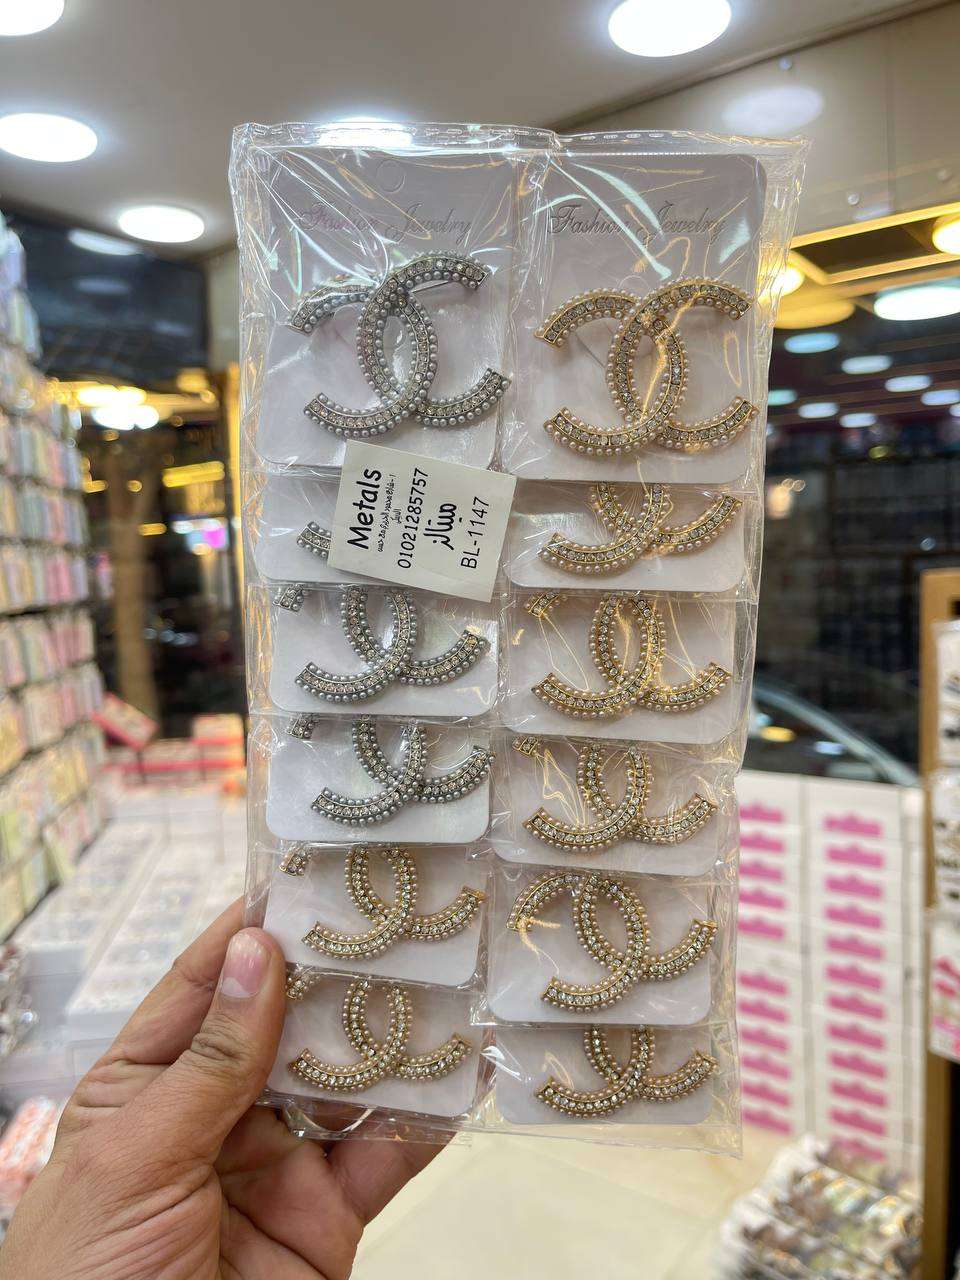 Fashion Jewelry
Fashion Jewelry
Metals
01021285757
ميتالز
BL-1147